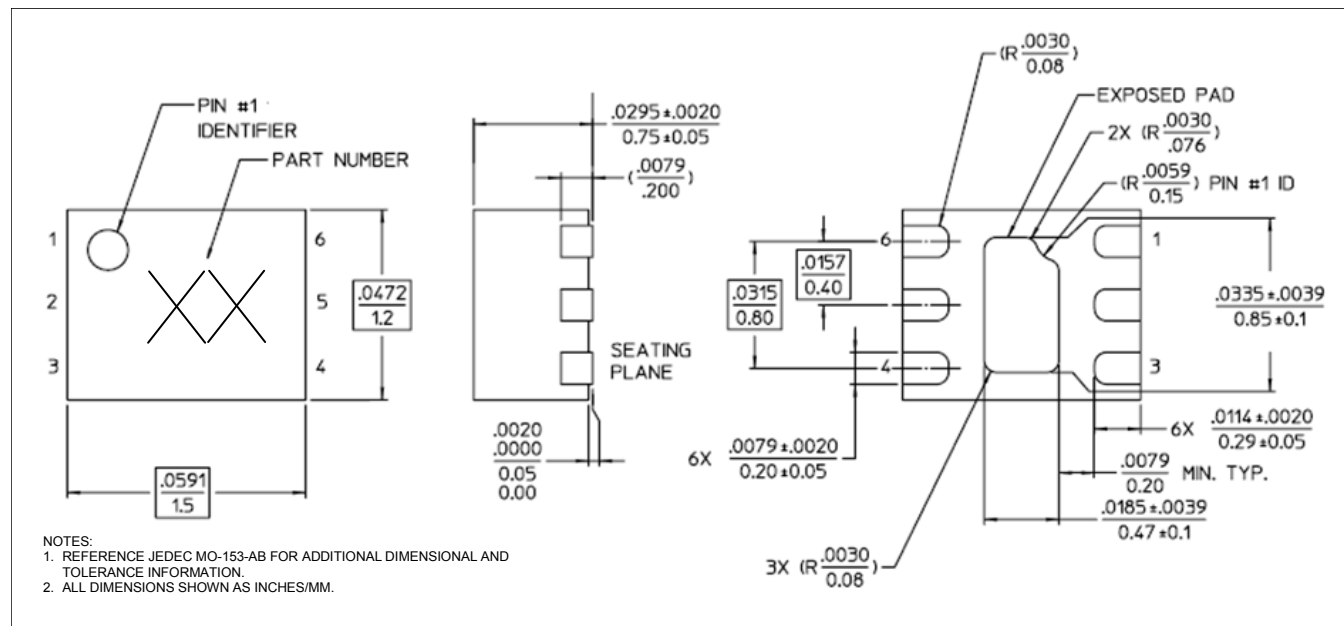 PIN #1
IDENTIFIER
PART NUMBER
1
2
3
6
5
4
.0472
1.2
.0591
1.5
.0295±.0020
0.75±0.05
(.0079
.200)
SEATING
PLANE
.0020
.0000
0.05
0.00
(R.0030
0.08)
EXPOSED PAD
2X (R.0030
.076)
(R.0059
0.15) PIN #1 ID
6
4
1
3
.0157
0.40
.0315
0.80
.0335±.0039
0.85±0.1
6X .0079±.0020
0.20±0.05
6X .0114±.0020
0.29±0.05
.0079
0.20 MIN. TYP.
.0185±.0039
0.47±0.1
3X (R.0030
0.08)
NOTES:
1. REFERENCE JEDEC MO-153-AB FOR ADDITIONAL DIMENSIONAL AND
TOLERANCE INFORMATION.
2. ALL DIMENSIONS SHOWN AS INCHES/MM.